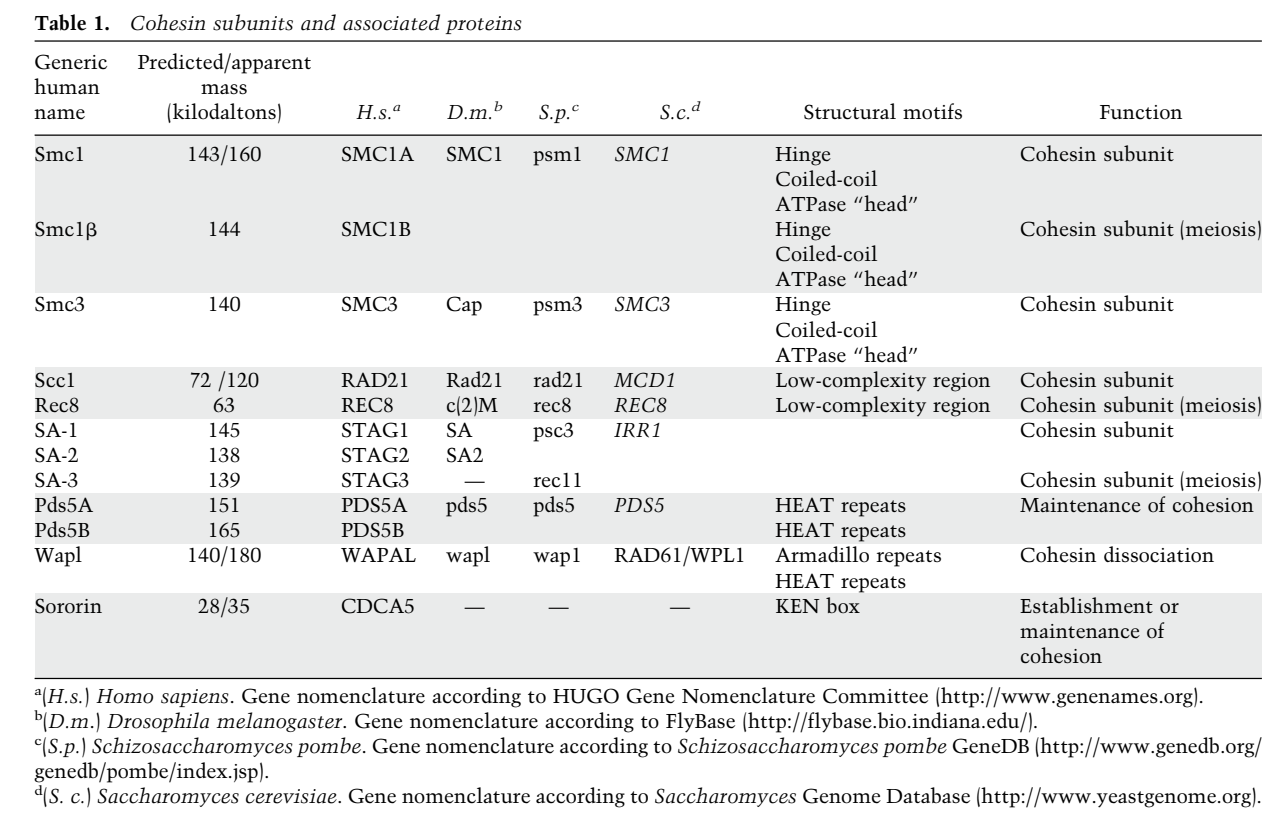 Table 1. Cohesin subunits and associated proteins
Generic human name Predicted/apparent mass (kilodaltons) H.s.a D.m.b S.p.c S.c.d Structural motifs Function
Smc1 143/160 SMC1A SMC1 psm1 SMC1 Hinge Cohesin subunit
Coiled-coil
ATPase “head”
Smc1β 144 SMC1B Hinge Cohesin subunit (meiosis)
Coiled-coil
ATPase “head”
Smc3 140 SMC3 Cap psm3 SMC3 Hinge Cohesin subunit
Coiled-coil
ATPase “head”
Scc1 72 /120 RAD21 Rad21 rad21 MCD1 Low-complexity region Cohesin subunit
Rec8 63 REC8 c(2)M rec8 REC8 Low-complexity region Cohesin subunit (meiosis)
SA-1 145 STAG1 SA psc3 IRR1 Cohesin subunit
SA-2 138 STAG2 SA2
SA-3 139 STAG3 — rec11 Cohesin subunit (meiosis)
Pds5A 151 PDS5A pds5 pds5 PDS5 HEAT repeats Maintenance of cohesion
Pds5B 165 PDS5B HEAT repeats
Wapl 140/180 WAPAL wapl wap1 RAD61/WPL1 Armadillo repeats Cohesin dissociation
HEAT repeats
Sororin 28/35 CDCA5 — — — KEN box Establishment or
maintenance of
cohesion
a(H.s.) Homo sapiens. Gene nomenclature according to HUGO Gene Nomenclature Committee (http://www.genenames.org).
b(D.m.) Drosophila melanogaster. Gene nomenclature according to FlyBase (http://flybase.bio.indiana.edu/).
c(S.p.) Schizosaccharomyces pombe. Gene nomenclature according to Schizosaccharomyces pombe GeneDB (http://www.genedb.org/
genedb/pombe/index.jsp).
d(S. c.) Saccharomyces cerevisiae. Gene nomenclature according to Saccharomyces Genome Database (http://www.yeastgenome.org).